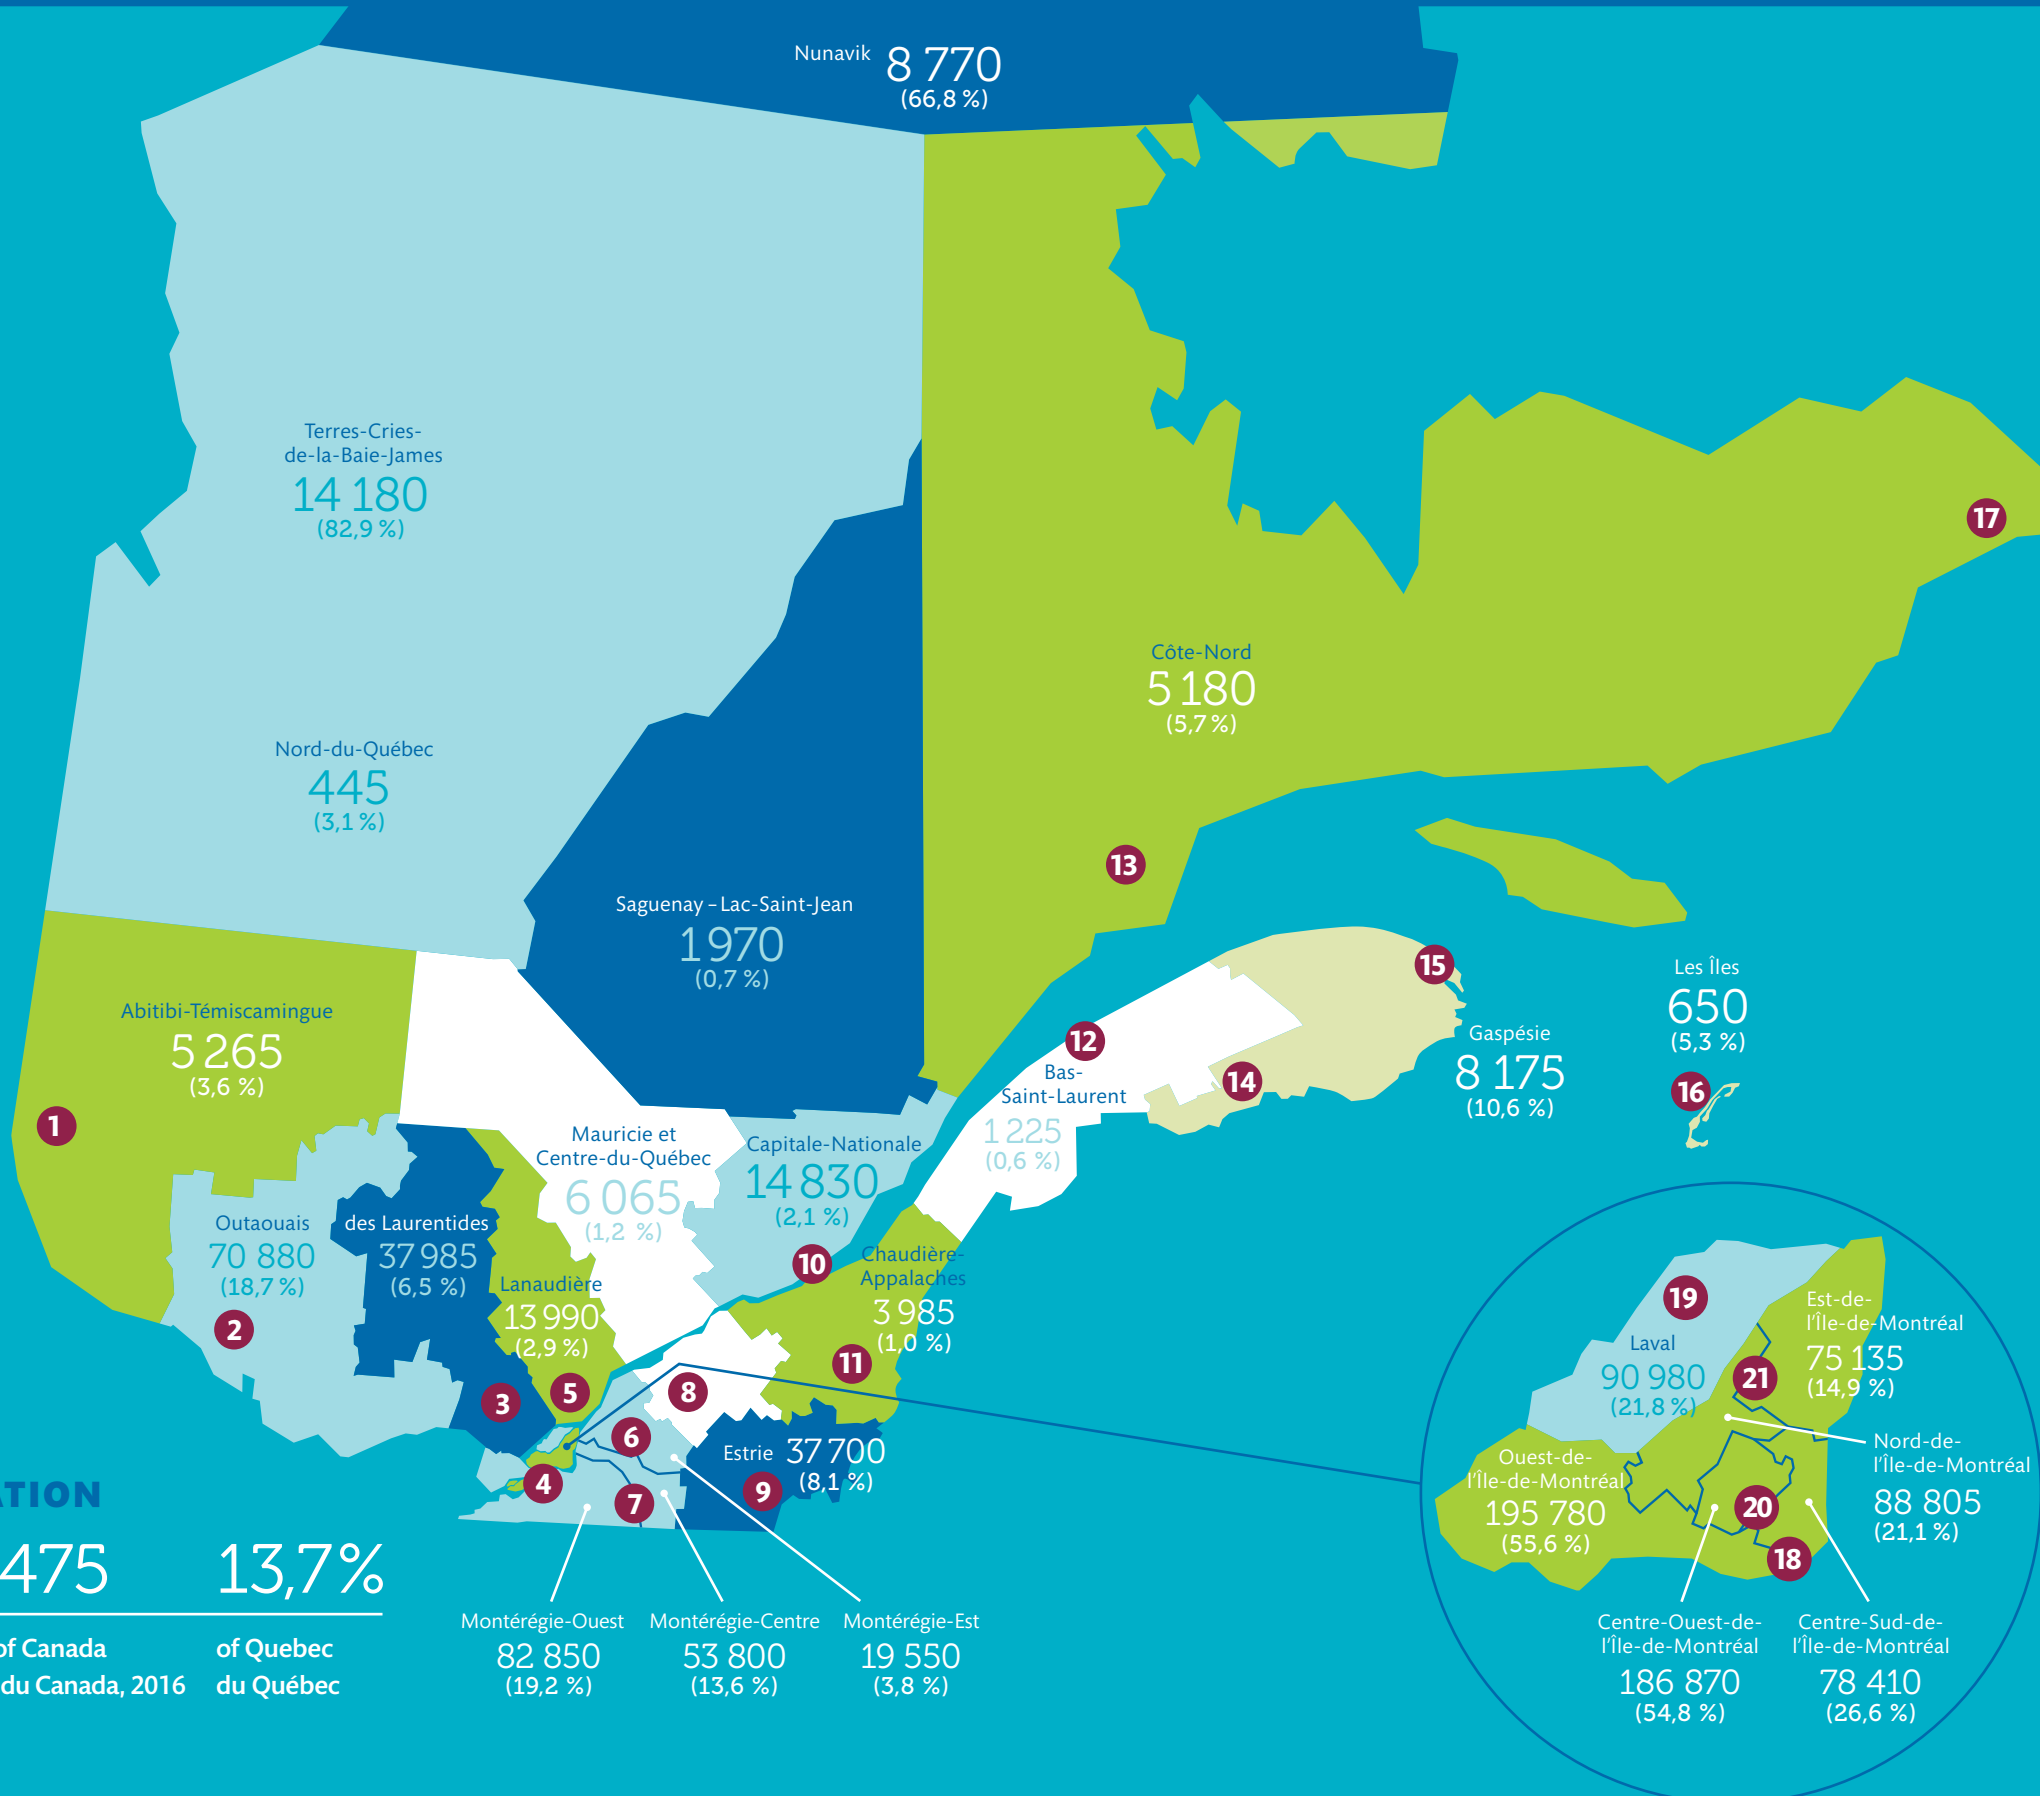 Nunavik 8 770
(66,8 %)
Terres-Cries-
de-la-Baie-James
14 180
(82,9 %)
17
Côte-Nord
5 180
(5,7 %)
Nord-du-Québec
445
(3,1 %)
13
Saguenay – Lac-Saint-Jean
1 970
(0,7 %)
15
Les Îles
650
(5,3 %)
16
Abitibi-Témiscamingue
5 265
(3,6 %)
1
12
Bas-
Saint-Laurent
1 225
(0,6 %)
14
Gaspésie
8 175
(10,6 %)
Mauricie et
Centre-du-Québec
6 065
(1,2 %)
Capitale-Nationale
14 830
(2,1 %)
10
Outaouais
70 880
(18,7 %)
2
des Laurentides
37 985
(6,5 %)
3
Lanaudière
13 990
(2,9 %)
5
Chaudière-
Appalaches
3 985
(1,0 %)
11
8
6
4
7
Estrie 37 700
(8,1 %)
9
19
Laval
90 980
(21,8 %)
Est-de-
l'Île-de-Montréal
75 135
(14,9 %)
21
Ouest-de-
l'Île-de-Montréal
195 780
(55,6 %)
Nord-de-
l'Île-de-Montréal
88 805
(21,1 %)
20
18
Centre-Ouest-de-
l'Île-de-Montréal
186 870
(54,8 %)
Centre-Sud-de-
l'Île-de-Montréal
78 410
(26,6 %)
Montérégie-Ouest
82 850
(19,2 %)
Montérégie-Centre
53 800
(13,6 %)
Montérégie-Est
19 550
(3,8 %)
ATION
475 13,7%
of Canada of Quebec
du Canada, 2016 du Québec